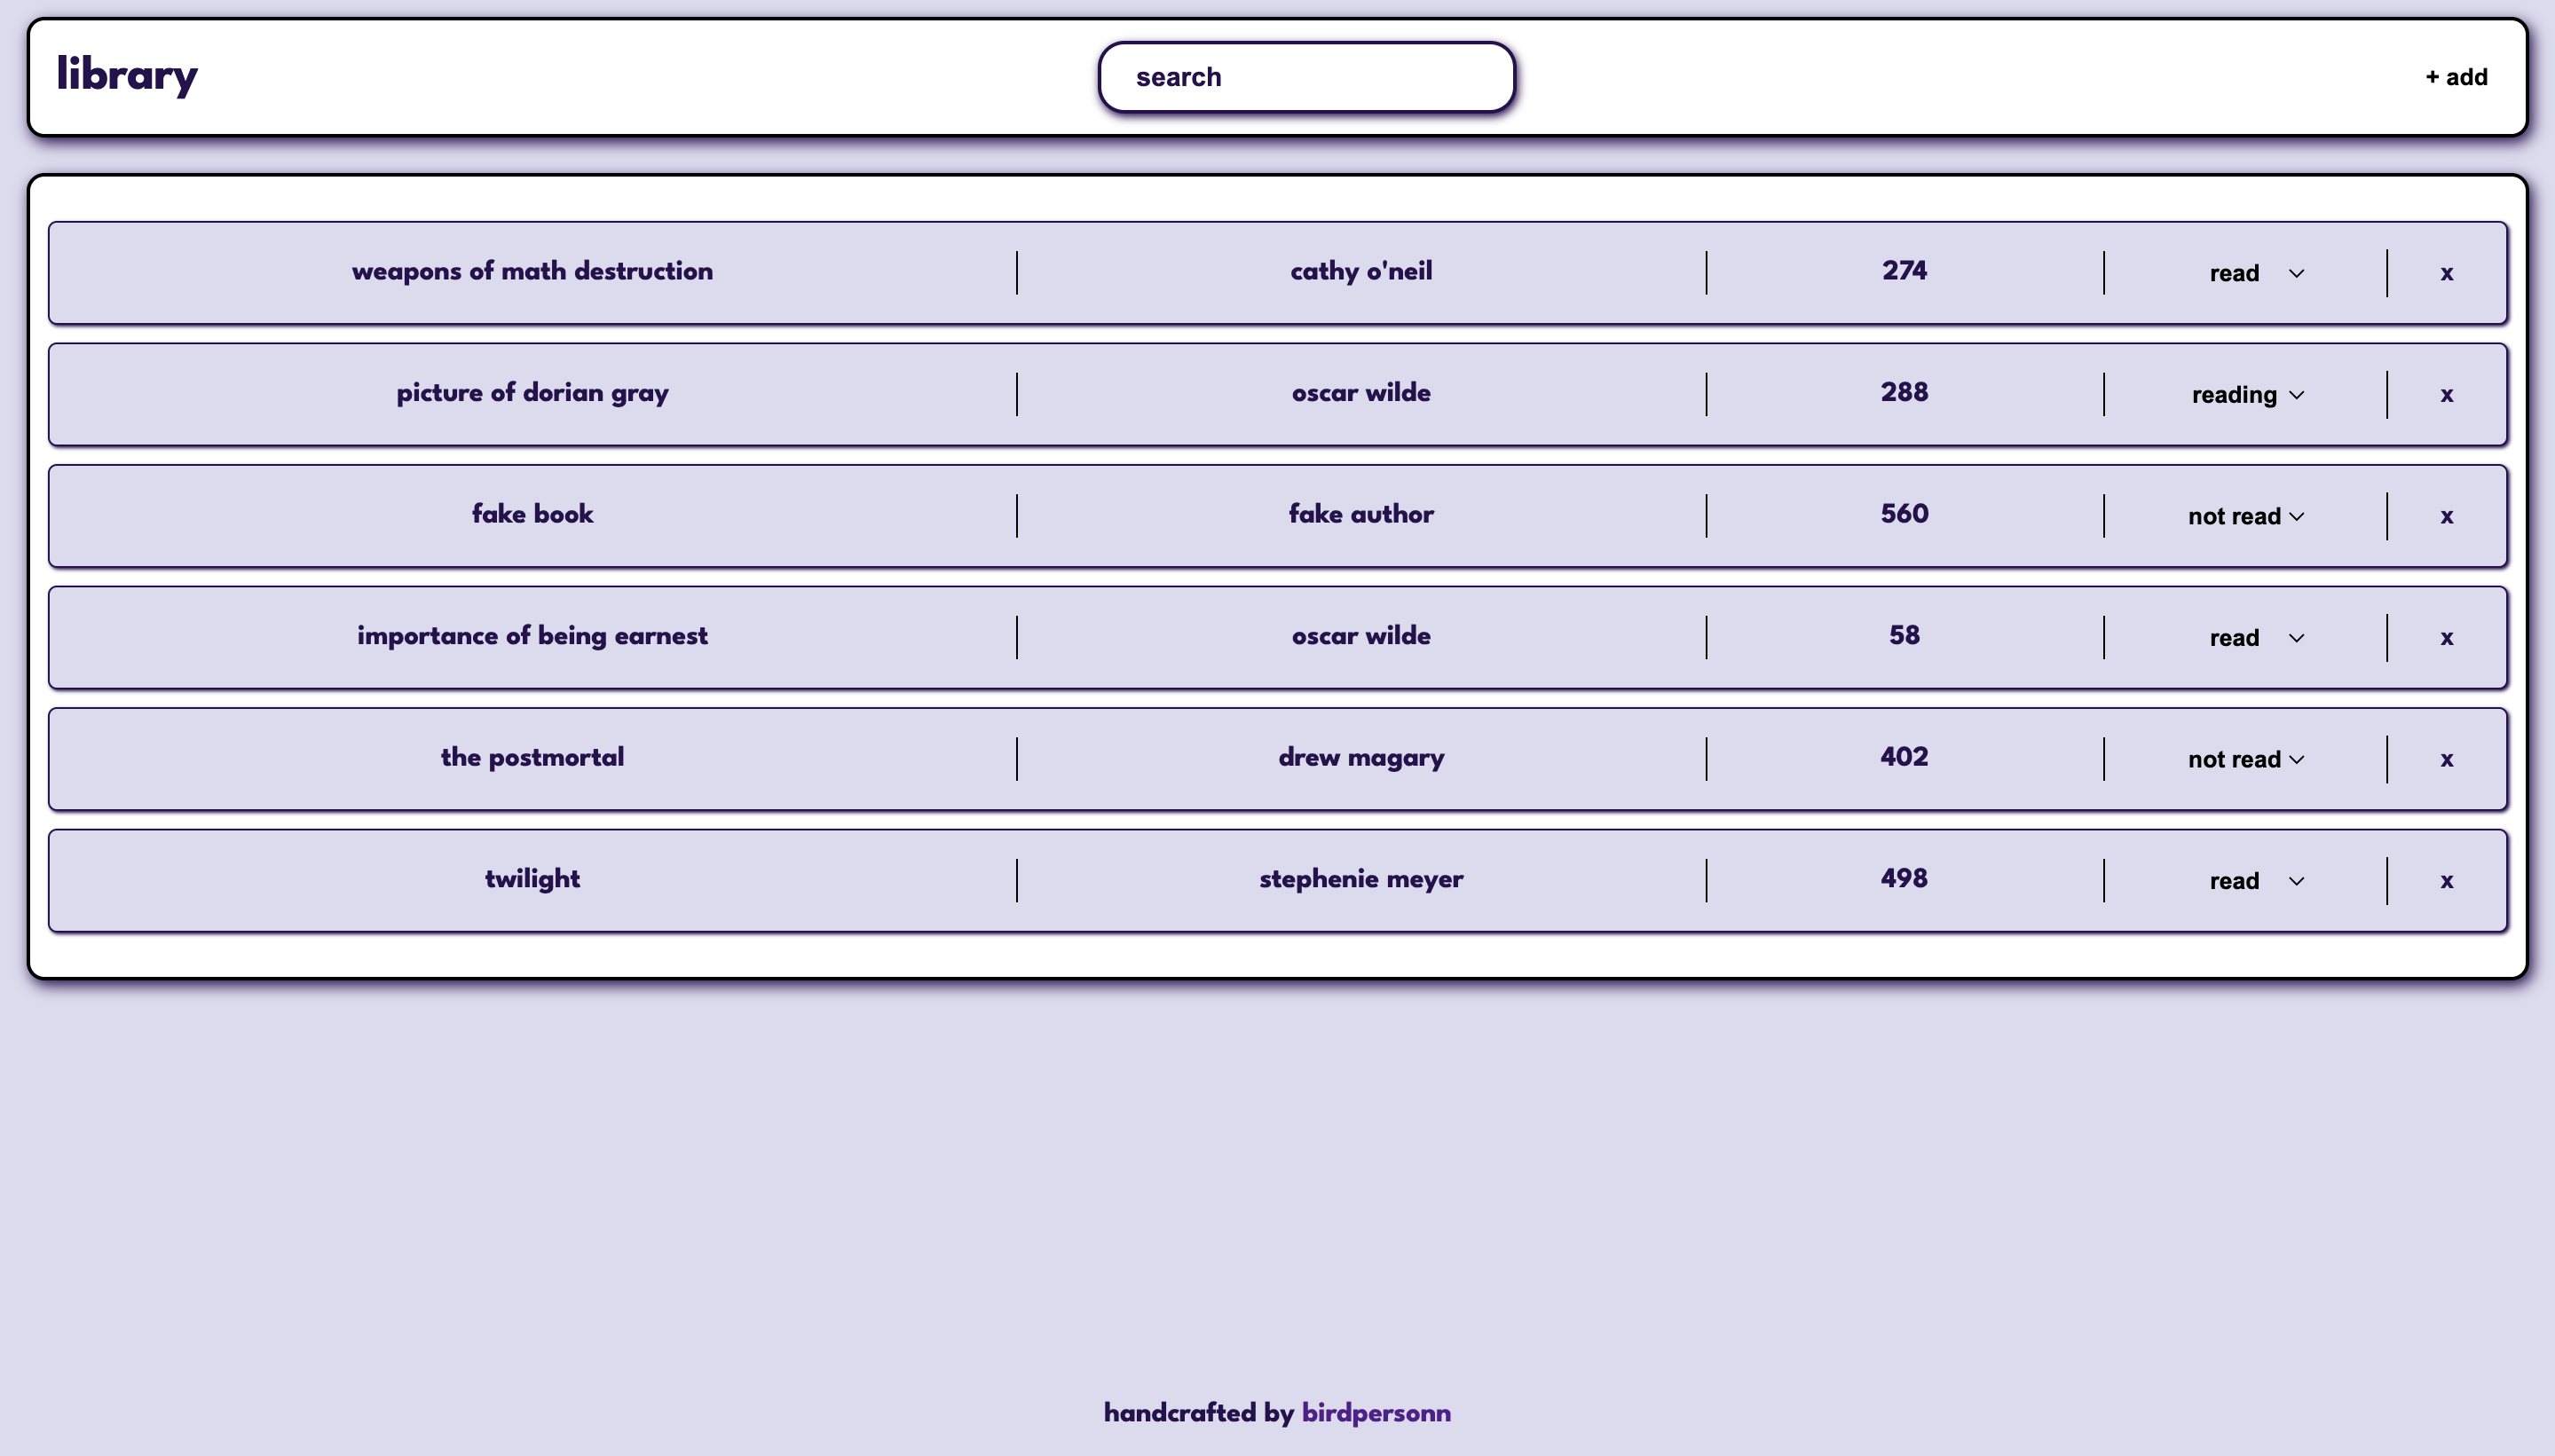 library search + add
weapons of math destruction cathy o'neil 274 read x
picture of dorian gray oscar wilde 288 reading x
fake book fake author 560 not read x
importance of being earnest oscar wilde 58 read x
the postmortal drew magary 402 not read x
twilight stephenie meyer 498 read x
handcrafted by birdpersonn